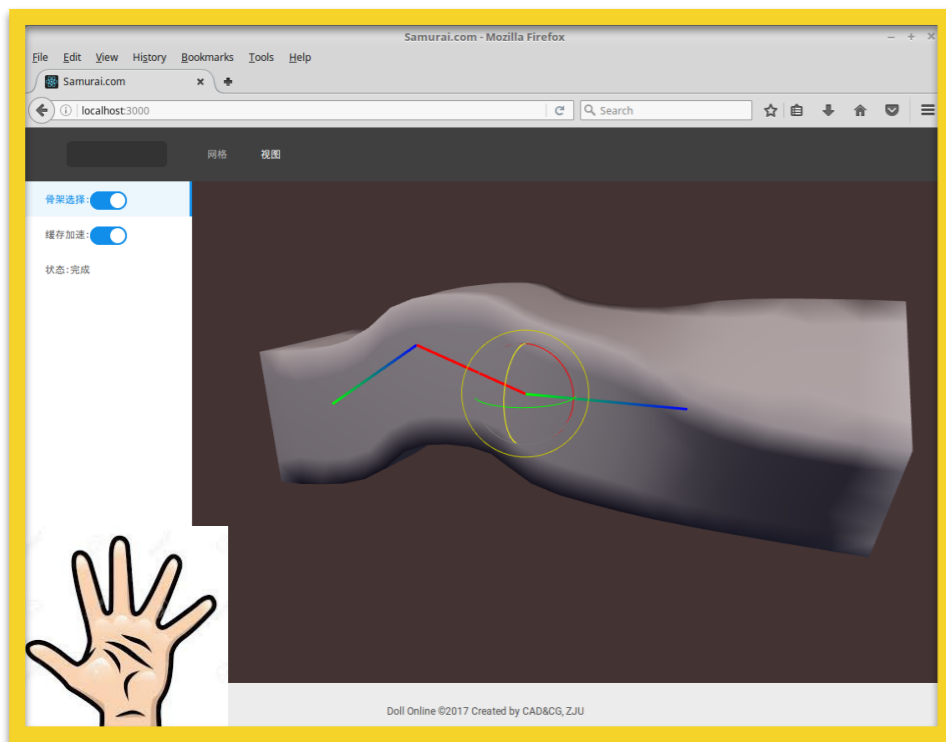 Samurai.com - Mozilla Firefox
File Edit View History Bookmarks Tools Help
Samurai.com
localhost:3000
Search
网格 视图
骨架选择:
缓存加速:
状态:完成
Doll Online ©2017 Created by CAD&CG, ZJU